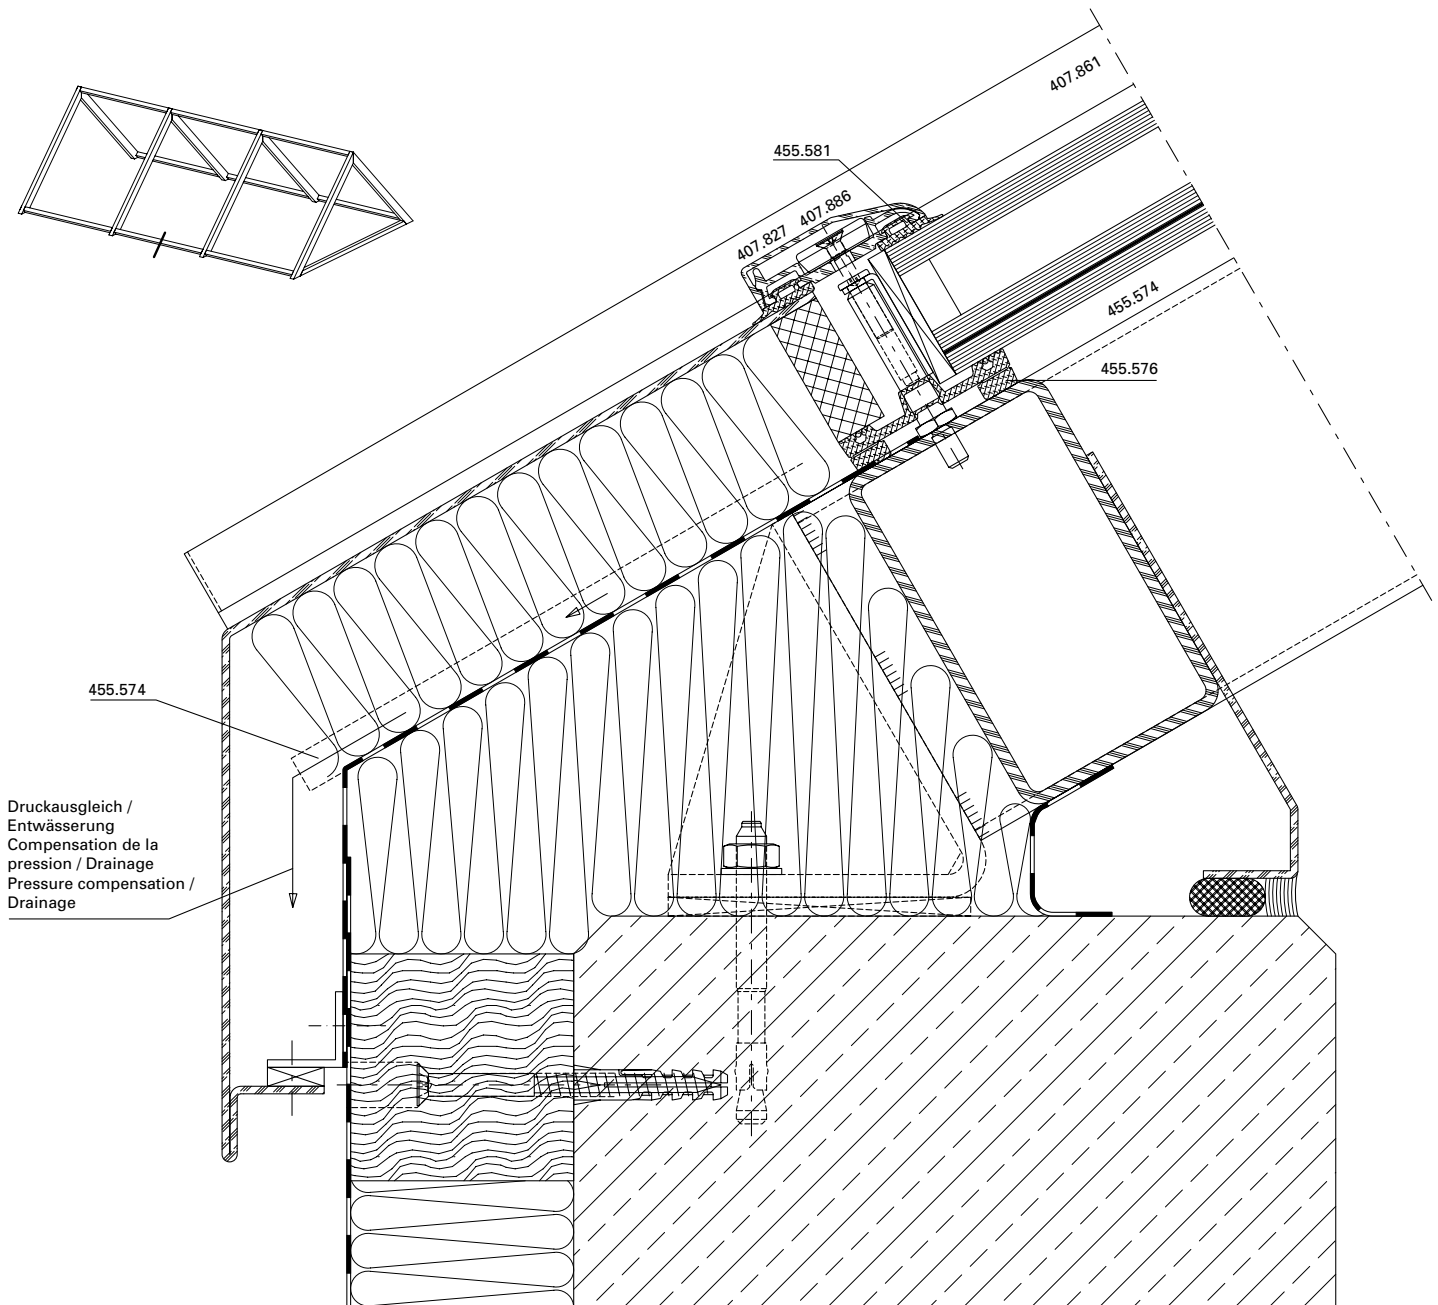 407.861
455.581
407.886
407.827
455.574
455.576
455.574
Druckausgleich /
Entwässerung
Compensation de la
pression / Drainage
Pressure compensation /
Drainage